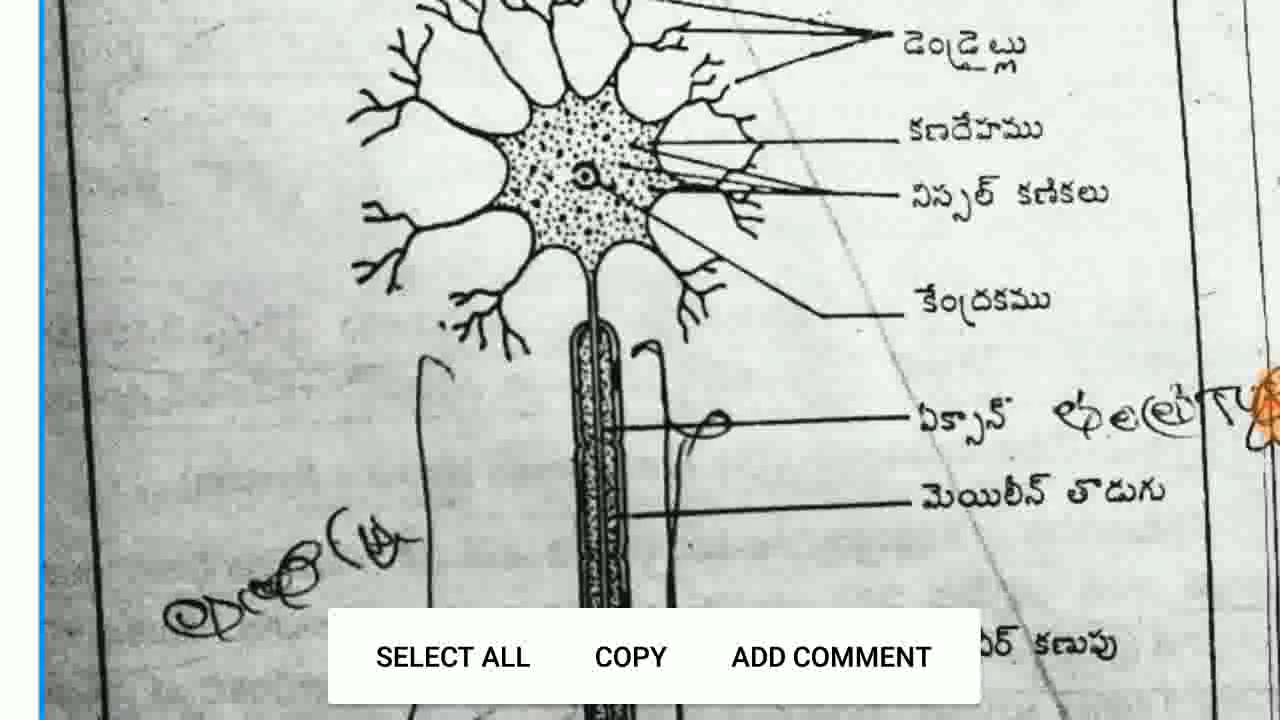 డెండ్రైట్లు
కణదేహము
నిస్సల్ కణికలు
కేంద్రకము
ఏక్సాన్
మెయిలీన్ తొడుగు
కణుపు
SELECT ALL COPY ADD COMMENT